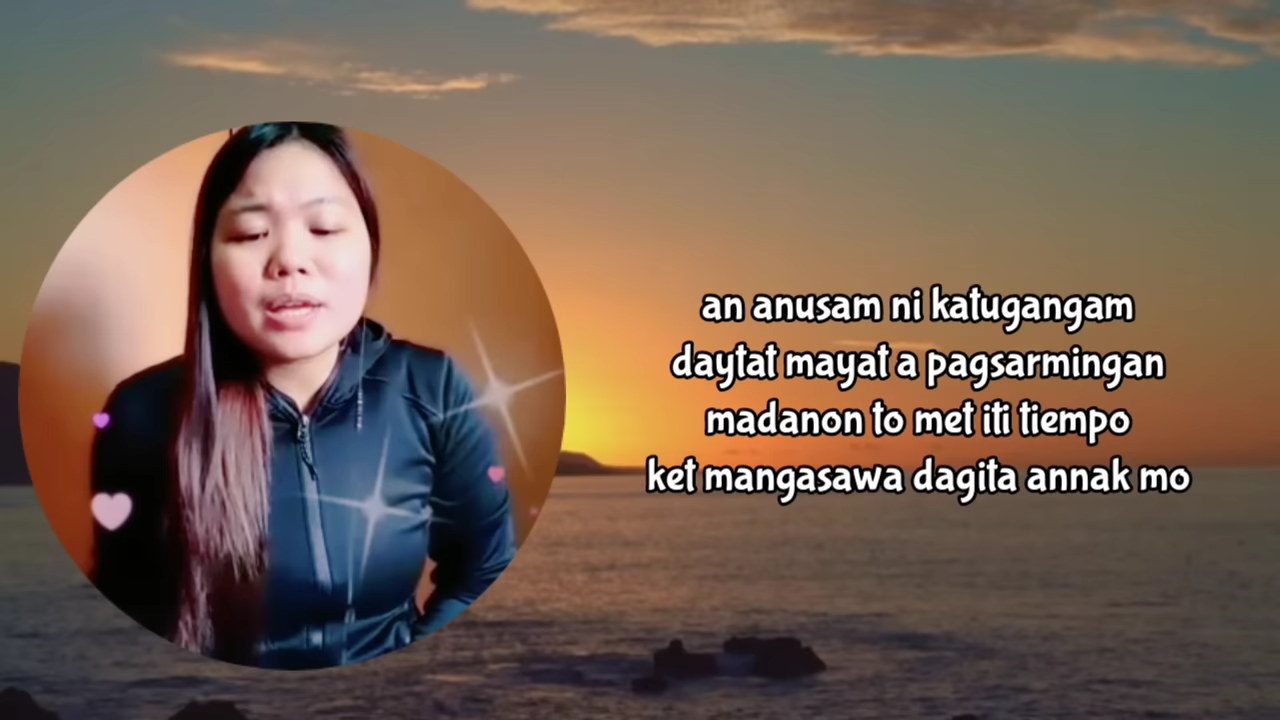 an anusam ni katugangam
daytat mayat a pagsarmingan
madanon to met iti tiempo
ket mangasawa dagita annak mo